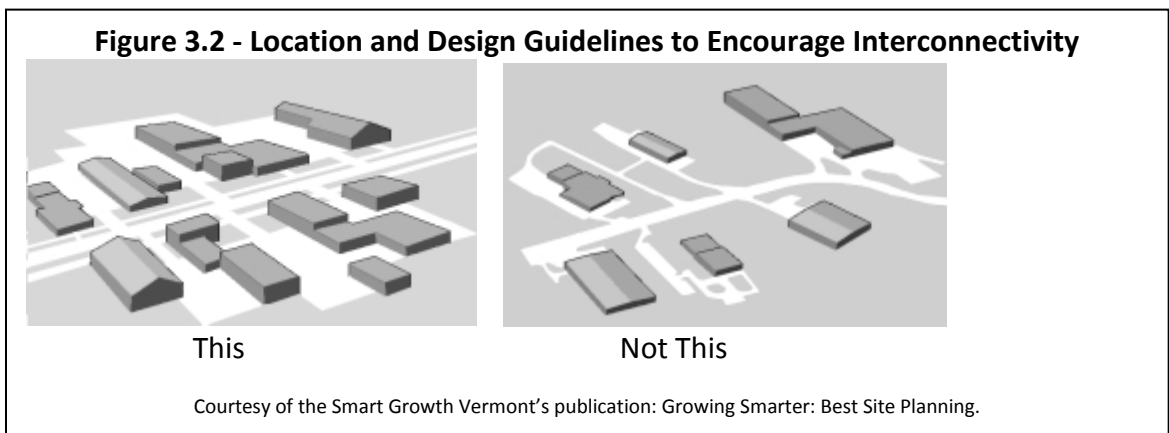 Figure 3.2 - Location and Design Guidelines to Encourage Interconnectivity
This
Not This
Courtesy of the Smart Growth Vermont’s publication: Growing Smarter: Best Site Planning.